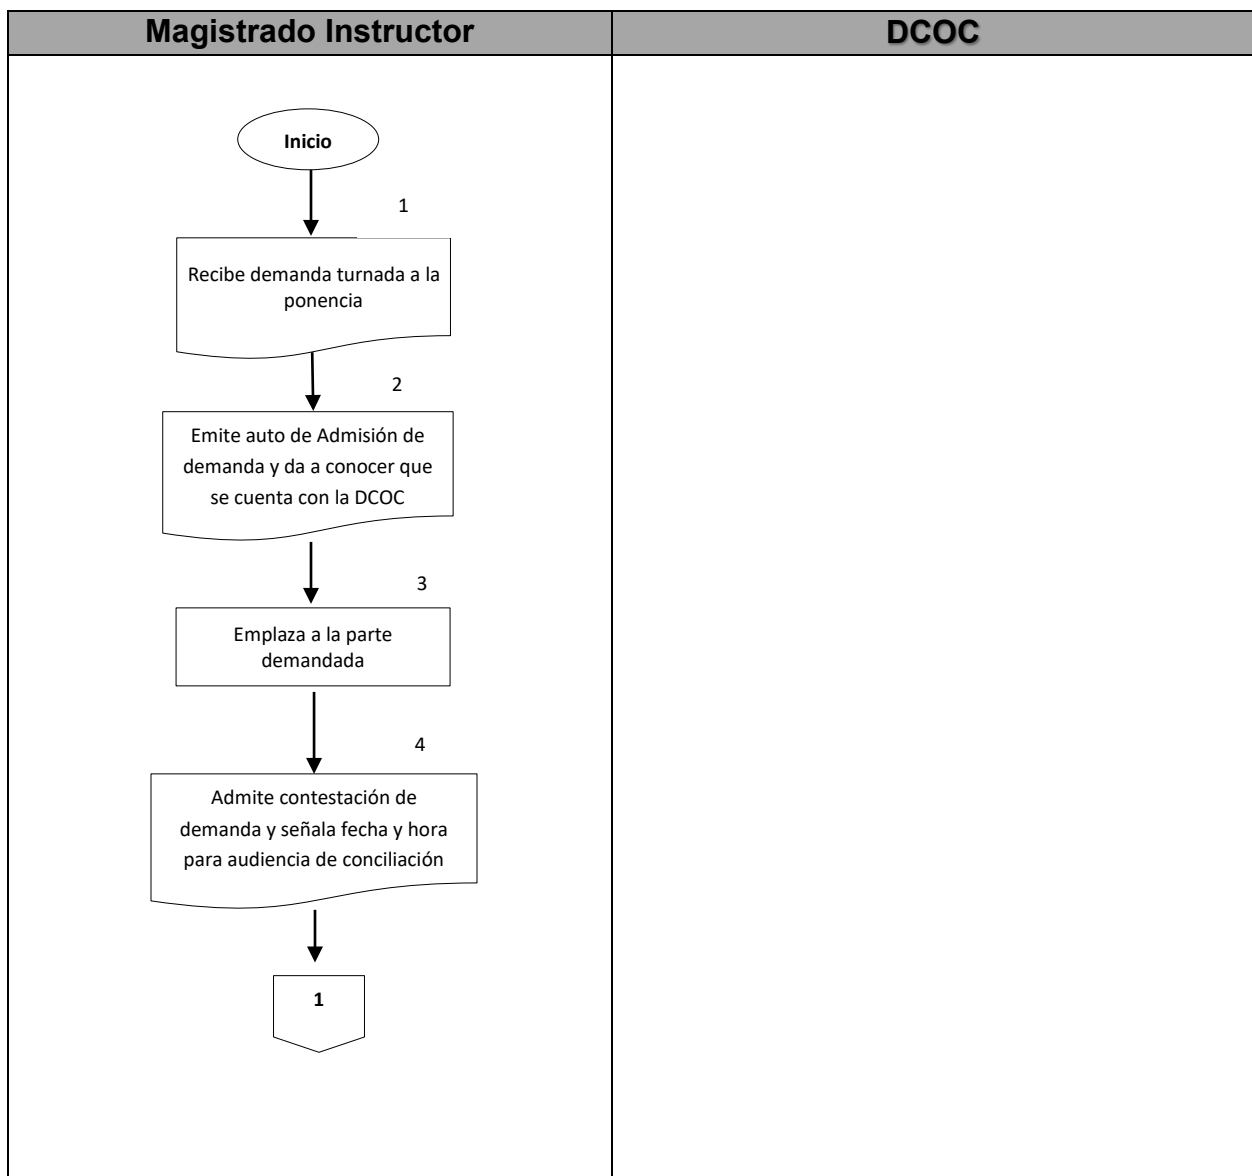 Magistrado Instructor
DCOC
Inicio
1
Recibe demanda turnada a la
ponencia
2
Emite auto de Admisión de
demanda y da a conocer que
se cuenta con la DCOC
3
Emplaza a la parte
demandada
4
Admite contestación de
demanda y señala fecha y hora
para audiencia de conciliación
1